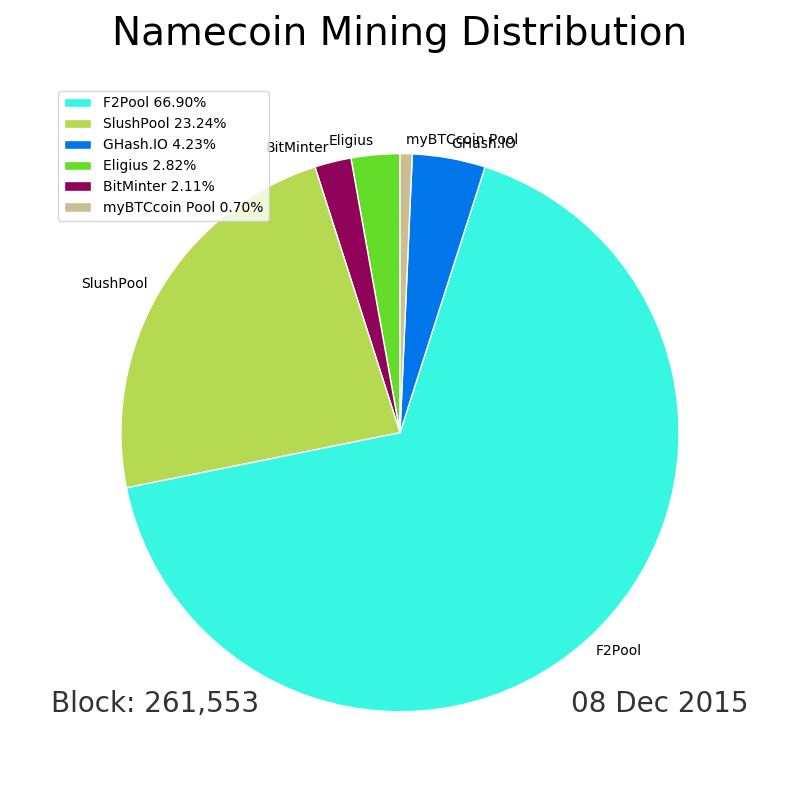 Namecoin Mining Distribution
F2Pool 66.90%
SlushPool 23.24%
GHash.IO 4.23%
Eligius 2.82%
BitMinter 2.11%
myBTCcoin Pool 0.70%
BitMinter
Eligius
myBTCcoin Pool
GHash.IO
SlushPool
F2Pool
Block: 261,553
08 Dec 2015